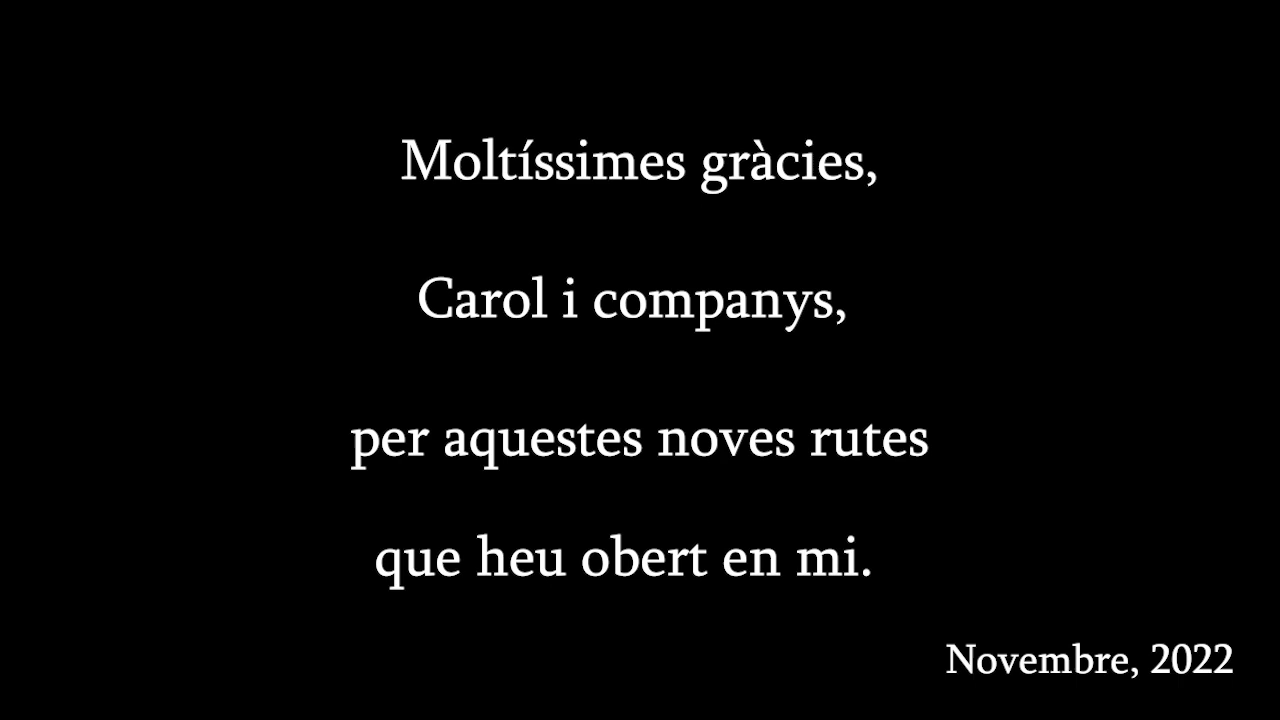 Moltíssimes gràcies,
Carol i companys,
per aquestes noves rutes
que heu obert en mi.
Novembre, 2022